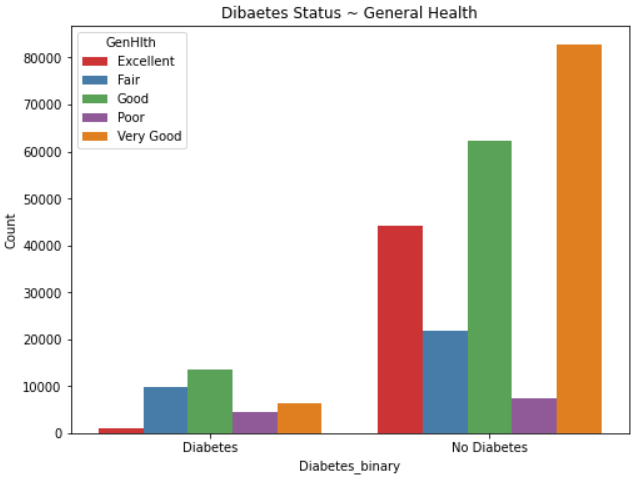 Dibaetes Status ~ General Health
GenHlth
Excellent
Fair
Good
Poor
Very Good
80000
70000
60000
50000
40000
30000
20000
10000
0
Count
Diabetes
No Diabetes
Diabetes_binary